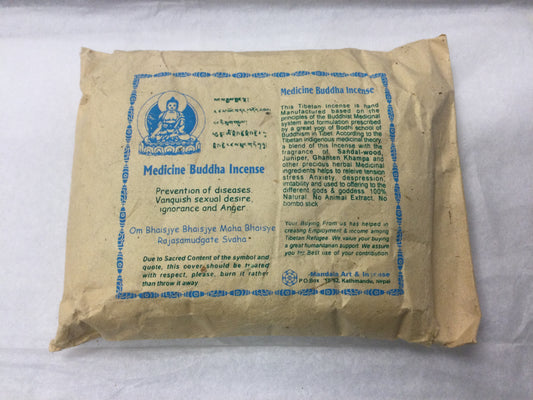 Medicine Buddha Incense
Prevention of diseases
Vanquish sexual desire,
ignorance and Anger.
Om Bhaisjye Bhaisjye Maha Bhaisye
Rajasamudgate Svaha
Due to Sacred Content of the symbol and
quote, this cover should be treated
with respect, please, burn it rather
than throw it away
Medicine Buddha Incense
This Tibetan Incense is hand
Manufactured based on the
principles of the Buddhist Medicinal
system and formulation prescribed
by a great yogi of Bodhi school of
Buddhism in Tibet. According to the
Tibetan indigenous medicinal theory,
a blend of this Incense with the
fragrance of Sandal-wood,
Juniper, Ghanten Khampa and
other precious herbal Medicinal
ingredients helps to releive tension
stress Anxiety, despression,
irritability and used to offering to the
different gods & goddess 100%
Natural. No Animal Extract, No
bombo stick
Your Buying From us has helped in
creating Employment & income among
Tibetan Refugee. We value your buying
a great humanitarian support. We assure
you for Best use of your contribution
Mandala Art & Incense
P.O.Box Kathmandu, Nepal